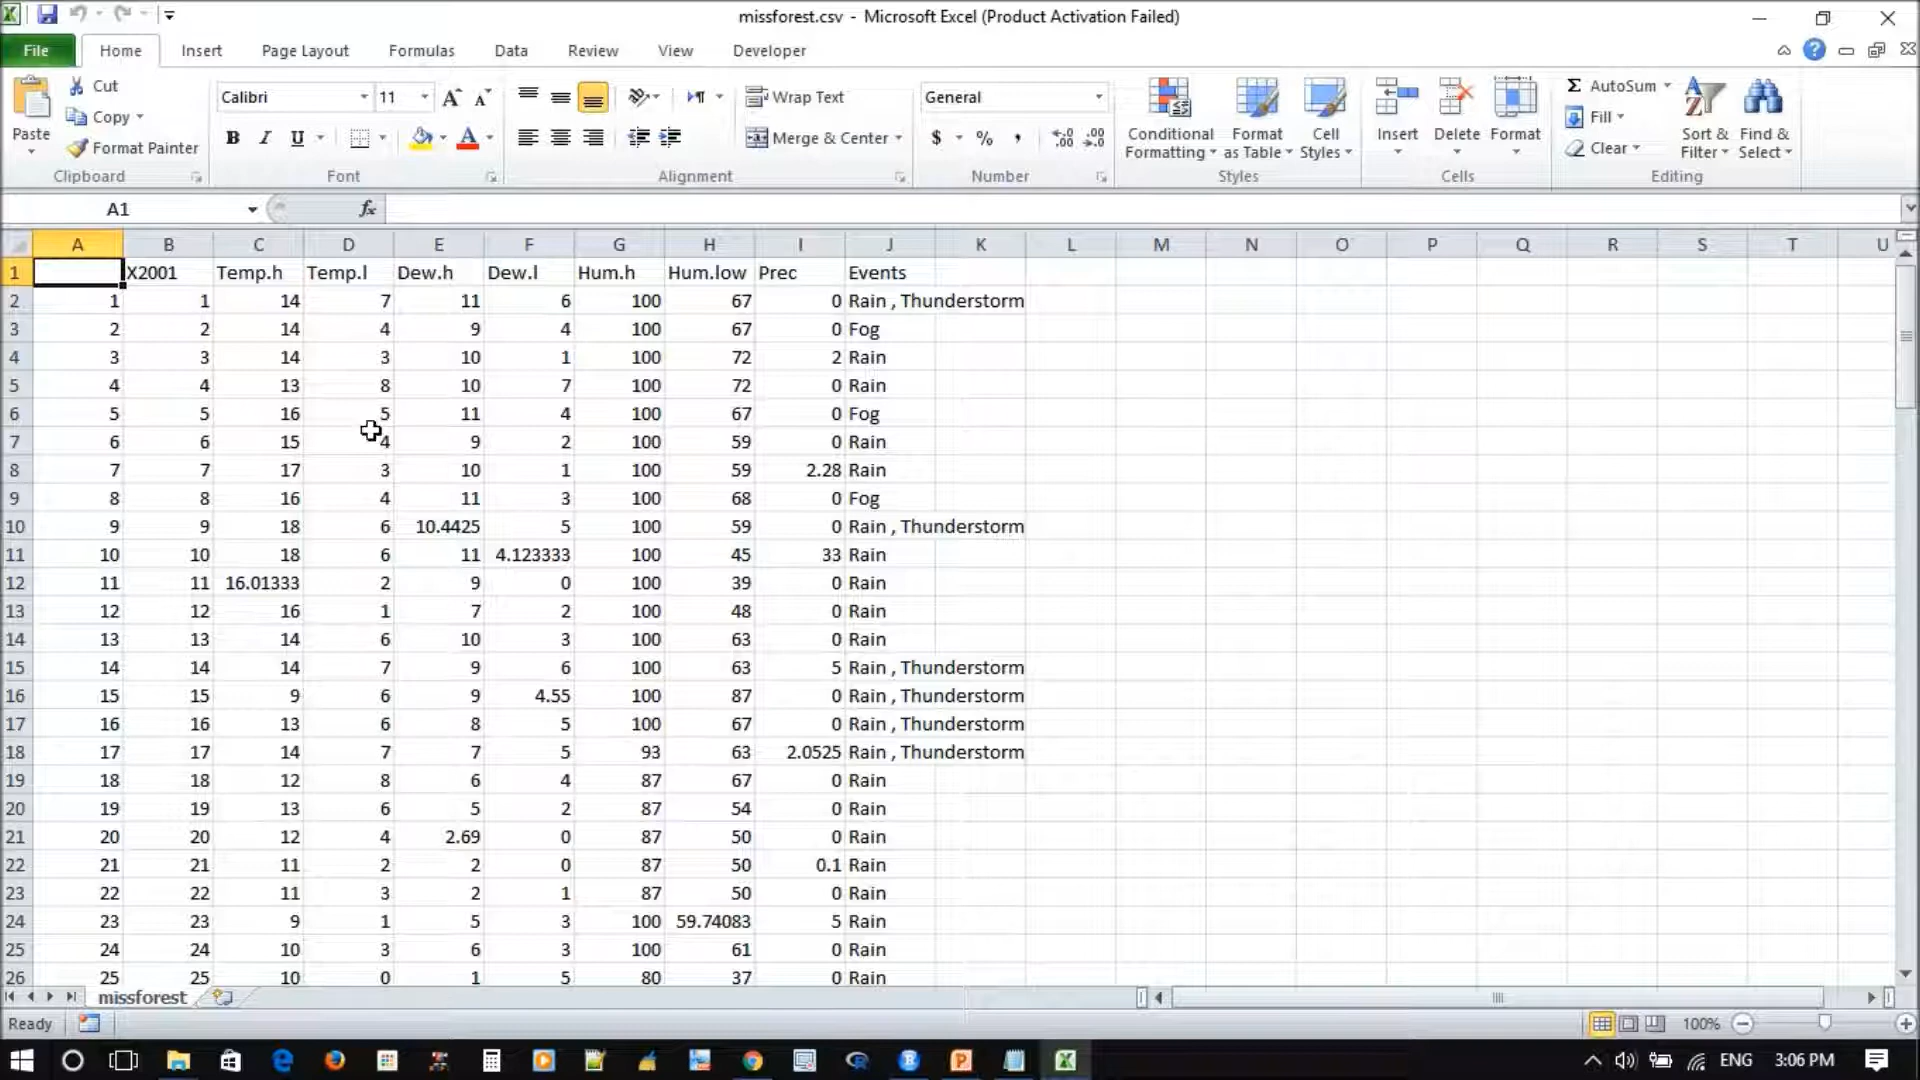 missforest.csv - Microsoft Excel (Product Activation Failed)
File Home Insert Page Layout Formulas Data Review View Developer
Paste Cut Copy Format Painter Clipboard
Calibri 11 B I U A Font
Wrap Text Merge & Center Alignment
General $ % , Number
Conditional Formatting Format as Table Cell Styles Styles
Insert Delete Format Cells
Σ AutoSum Fill Clear Sort & Filter Find & Select Editing
A1 fx
A B C D E F G H I J K L M N O P Q R S T U
1 X2001 Temp.h Temp.l Dew.h Dew.l Hum.h Hum.low Prec Events
2 1 1 14 7 11 6 100 67 0 Rain , Thunderstorm
3 2 2 14 4 9 4 100 67 0 Fog
4 3 3 14 3 10 1 100 72 2 Rain
5 4 4 13 8 10 7 100 72 0 Rain
6 5 5 16 5 11 4 100 67 0 Fog
7 6 6 15 4 9 2 100 59 0 Rain
8 7 7 17 3 10 1 100 59 2.28 Rain
9 8 8 16 4 11 3 100 68 0 Fog
10 9 9 18 6 10.4425 5 100 59 0 Rain , Thunderstorm
11 10 10 18 6 11 4.123333 100 45 33 Rain
12 11 11 16.01333 2 9 0 100 39 0 Rain
13 12 12 16 1 7 2 100 48 0 Rain
14 13 13 14 6 10 3 100 63 0 Rain
15 14 14 14 7 9 6 100 63 5 Rain , Thunderstorm
16 15 15 9 6 9 4.55 100 87 0 Rain , Thunderstorm
17 16 16 13 6 8 5 100 67 0 Rain , Thunderstorm
18 17 17 14 7 7 5 93 63 2.0525 Rain , Thunderstorm
19 18 18 12 8 6 4 87 67 0 Rain
20 19 19 13 6 5 2 87 54 0 Rain
21 20 20 12 4 2.69 0 87 50 0 Rain
22 21 21 11 2 2 0 87 50 0.1 Rain
23 22 22 11 3 2 1 87 50 0 Rain
24 23 23 9 1 5 3 100 59.74083 5 Rain
25 24 24 10 3 6 3 100 61 0 Rain
26 25 25 10 0 1 5 80 37 0 Rain
missforest
Ready 100%
ENG 3:06 PM